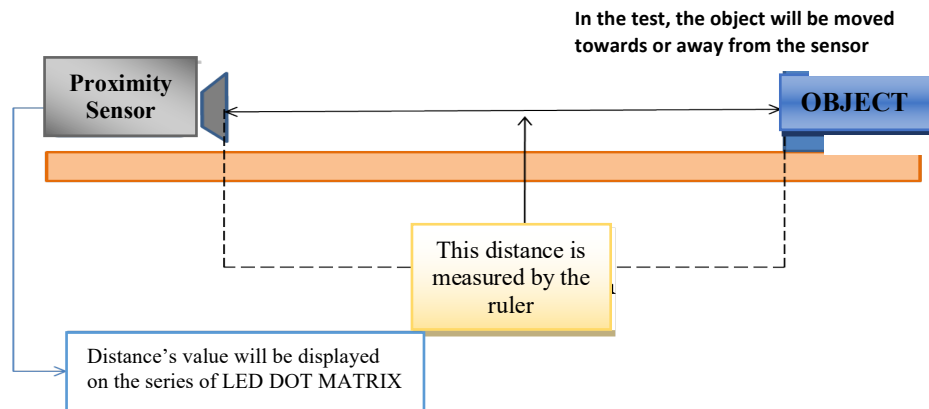 In the test, the object will be moved
towards or away from the sensor
Proximity
Sensor
OBJECT
This distance is
measured by the
ruler
Distance's value will be displayed
on the series of LED DOT MATRIX